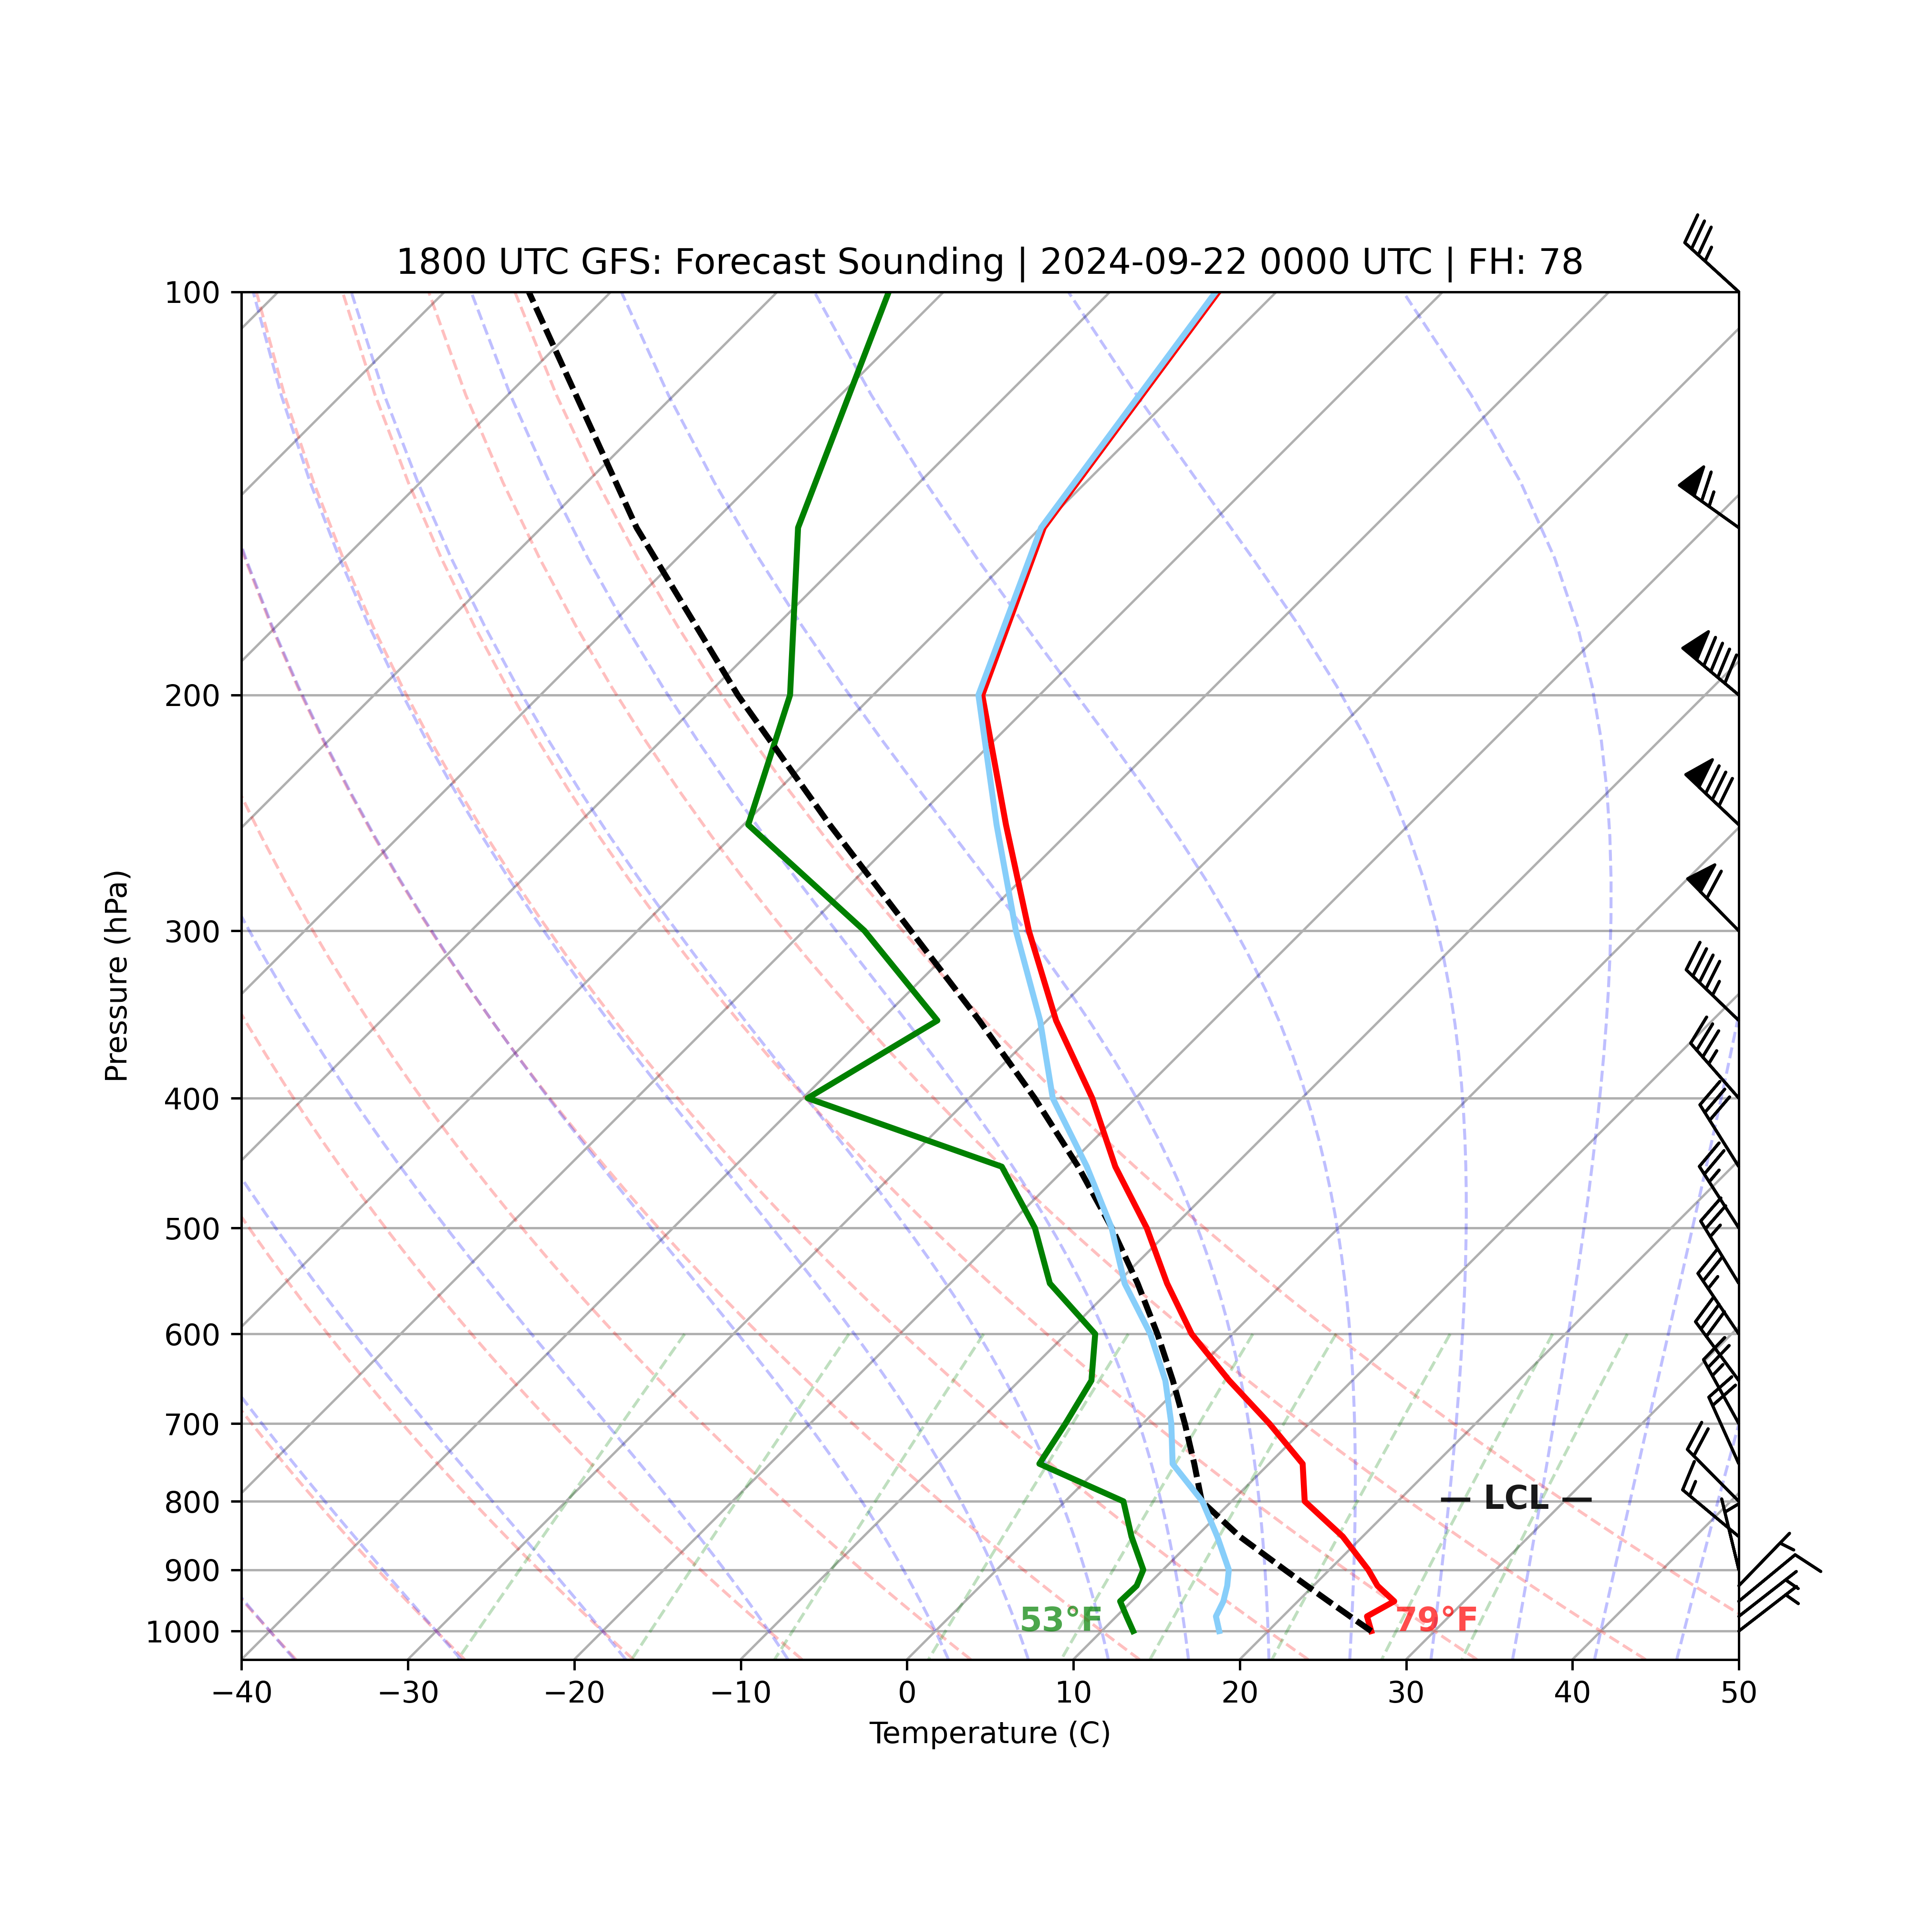 1800 UTC GFS: Forecast Sounding | 2024-09-22 0000 UTC | FH: 78
100
200
300
400
500
600
700
800
900
1000
Pressure (hPa)
— LCL —
53°F
79°F
−40 −30 −20 −10 0 10 20 30 40 50
Temperature (C)